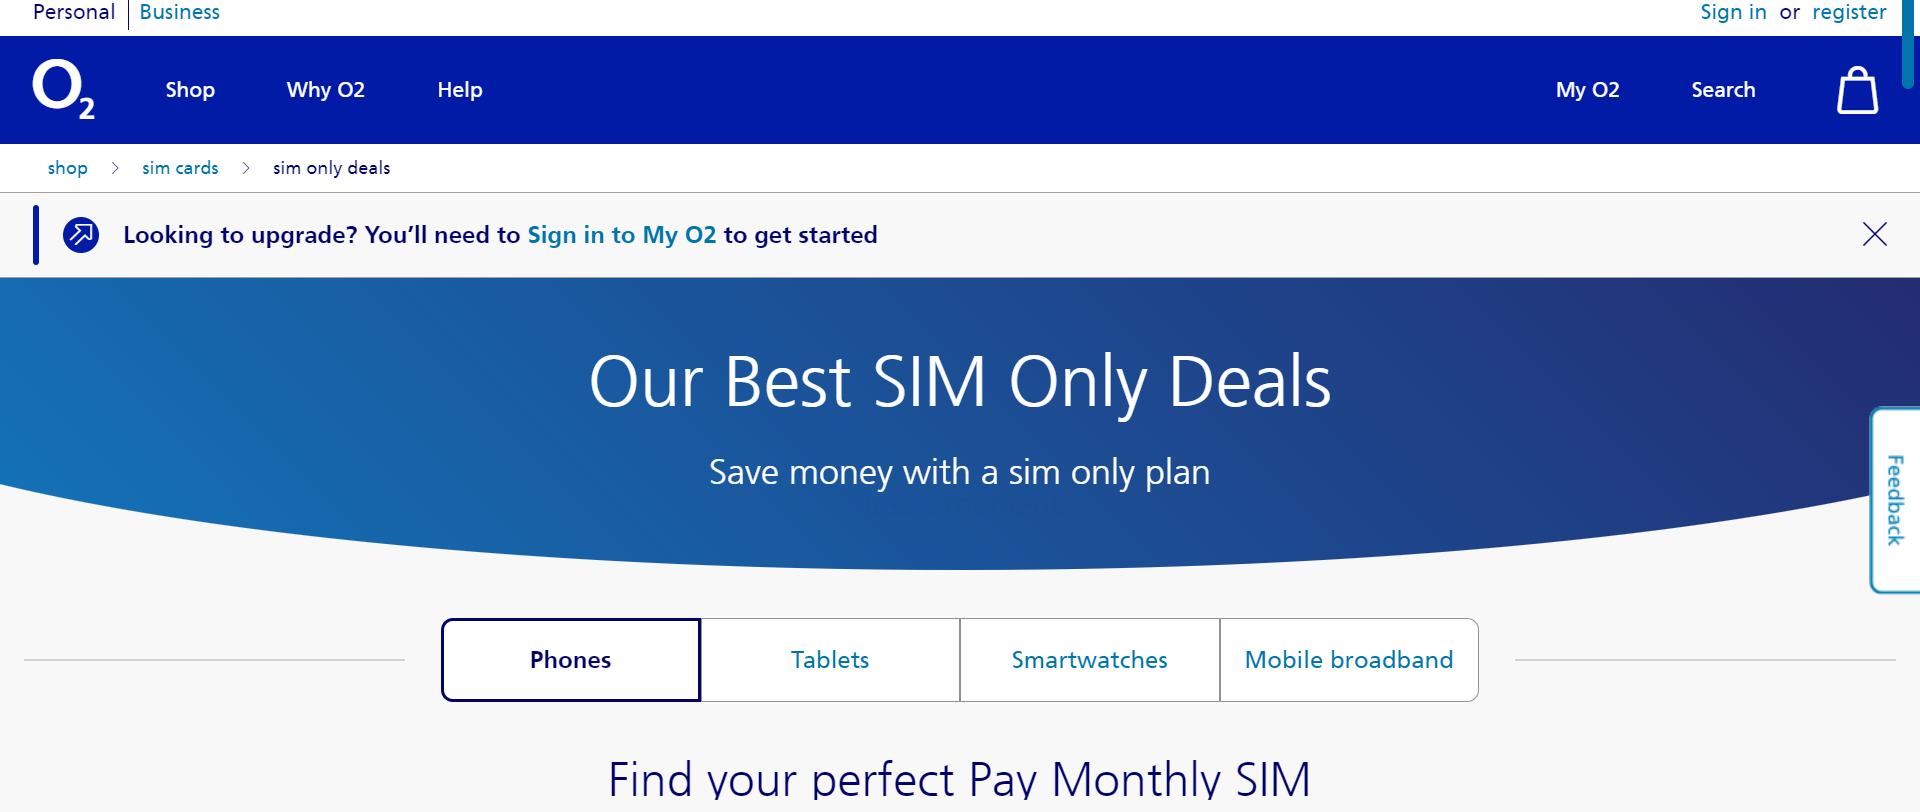 Personal Business Sign in or register
O2 Shop Why O2 Help My O2 Search
shop sim cards sim only deals
Looking to upgrade? You’ll need to Sign in to My O2 to get started
Our Best SIM Only Deals
Save money with a sim only plan
Feedback
Phones Tablets Smartwatches Mobile broadband
Find your perfect Pay Monthly SIM